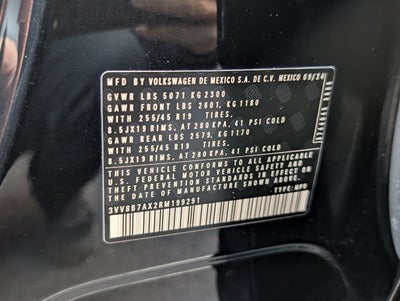 MFD BY VOLKSWAGEN DE MEXICO S.A. DE C.V. MEXICO 05/24
GVWR LBS 5071 KG 2300
GAWR FRONT LBS 2601, KG 1180
WITH 255/45 R19 TIRES,
8.5JX19 RIMS, AT 280 KPA, 41 PSI COLD
GAWR REAR LBS 2579, KG 1170
WITH 255/45 R19 TIRES,
8.5JX19 RIMS, AT 280 KPA, 41 PSI COLD
THIS VEHICLE CONFORMS TO ALL APPLICABLE
U.S. FEDERAL MOTOR VEHICLE SAFETY AND
THEFT PREVENTION STANDARDS IN EFFECT ON THE
DATE OF MANUFACTURE SHOWN ABOVE.
3VV8B7AX2RM199291 TYPE: MPV